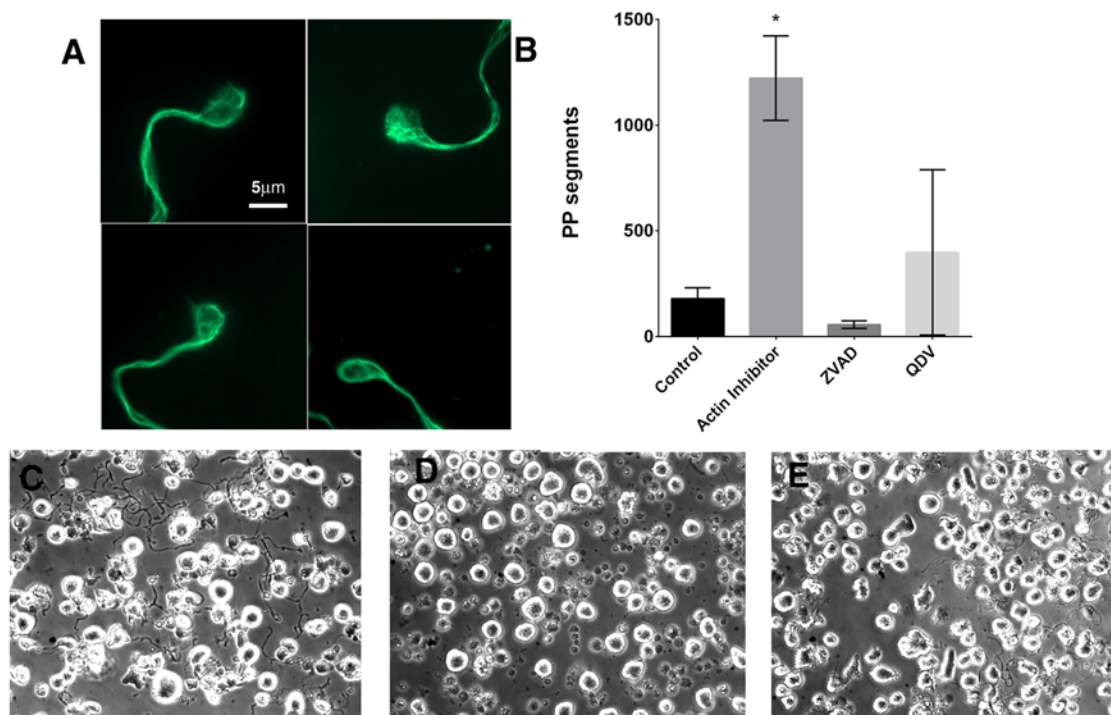 A
5μm
B
*
PP segments
1500
1000
500
0
Control
Actin Inhibitor
ZVAD
QDV
C
D
E